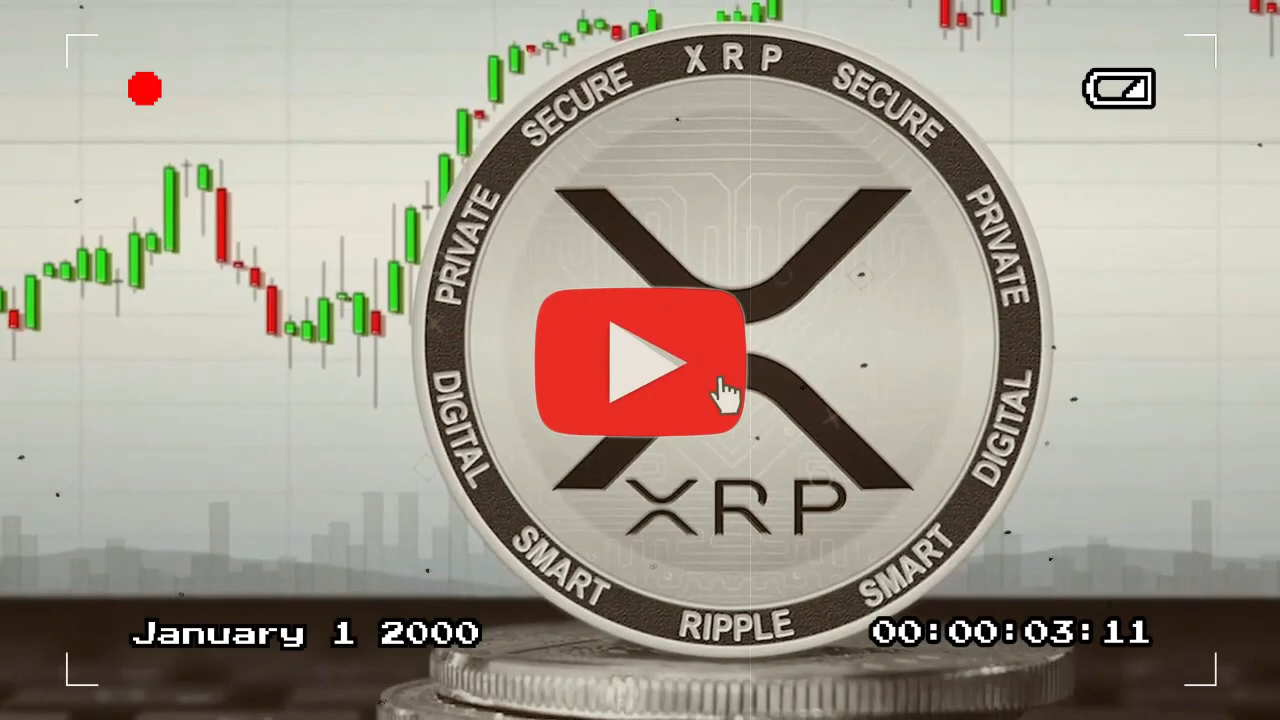 XRP
SECURE
SECURE
PRIVATE
PRIVATE
DIGITAL
DIGITAL
XRP
SMART
SMART
RIPPLE
January 1 2000
00:00:03:11